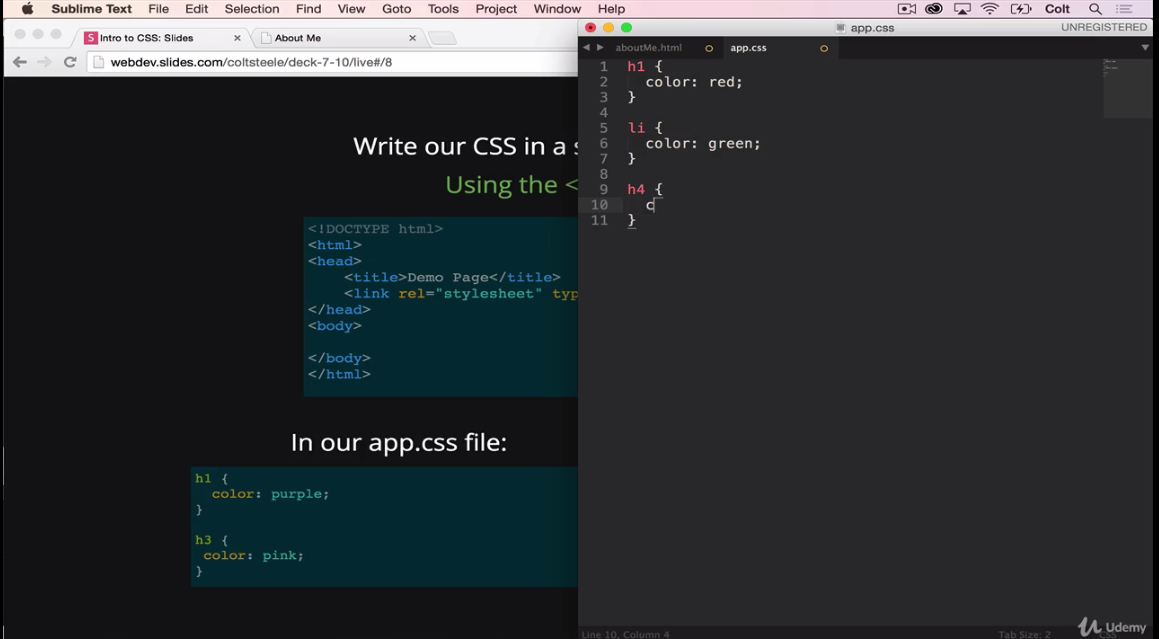 Sublime Text File Edit Selection Find View Goto Tools Project Window Help Colt
Intro to CSS: Slides
About Me
webdev.slides.com/coltsteele/deck-7-10/live#/8
Write our CSS in a
Using the <
<!DOCTYPE html>
<html>
<head>
<title>Demo Page</title>
<link rel="stylesheet" typ
</head>
<body>
</body>
</html>
In our app.css file:
h1 {
color: purple;
}
h3 {
color: pink;
}
app.css
UNREGISTERED
aboutMe.html
app.css
1 h1 {
2 color: red;
3 }
4
5 li {
6 color: green;
7 }
8
9 h4 {
10 c
11 }
Line 10, Column 4
Tab Size: 2
CSS
Udemy